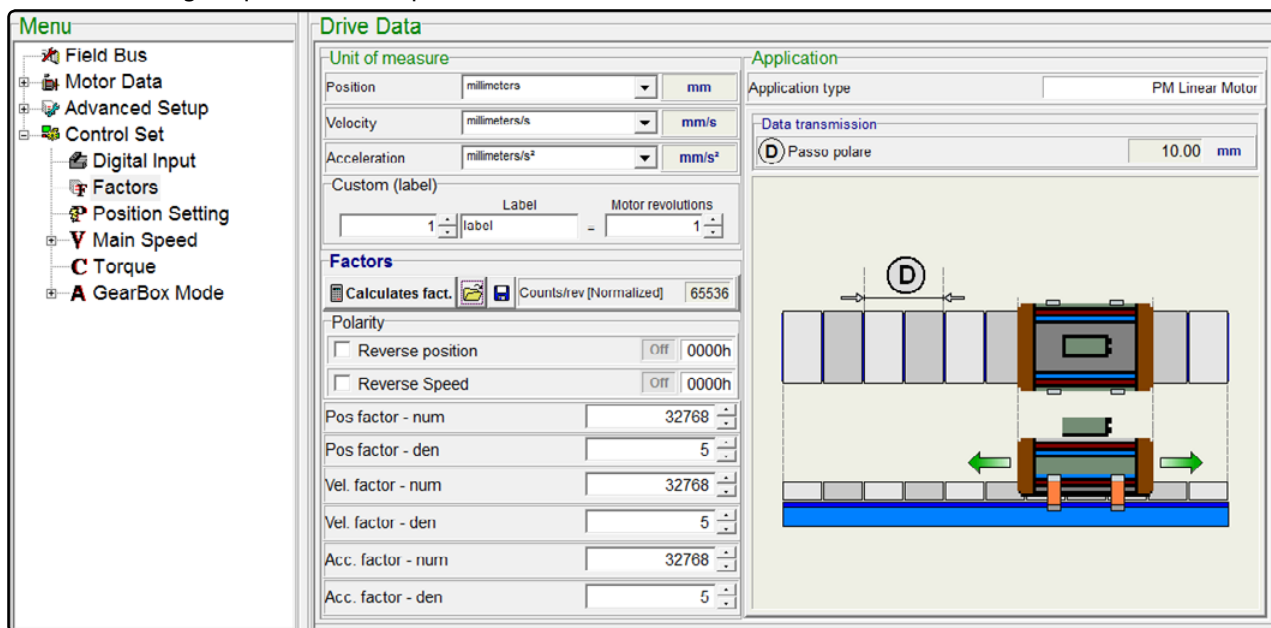 Menu
Field Bus
Motor Data
Advanced Setup
Control Set
Digital Input
Factors
Position Setting
V Main Speed
C Torque
A GearBox Mode
Drive Data
Unit of measure
Position millimeters mm
Velocity millimeters/s mm/s
Acceleration millimeters/s² mm/s²
Custom (label)
Label Motor revolutions
1 label = 1
Factors
Calculates fact. Counts/rev [Normalized] 65536
Polarity
Reverse position Off 0000h
Reverse Speed Off 0000h
Pos factor - num 32768
Pos factor - den 5
Vel. factor - num 32768
Vel. factor - den 5
Acc. factor - num 32768
Acc. factor - den 5
Application
Application type PM Linear Motor
Data transmission
D Passo polare 10.00 mm
D